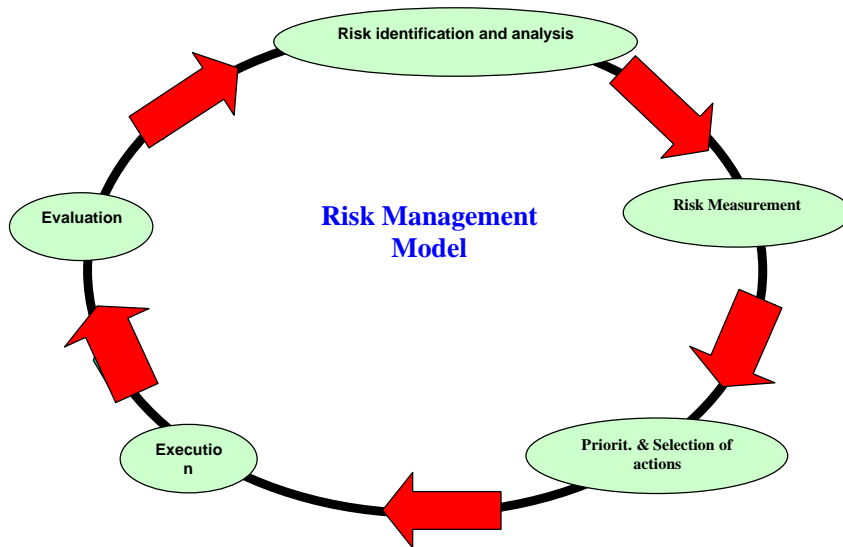 Risk identification and analysis
Risk Measurement
Evaluation
Risk Management
Model
Priorit. & Selection of
actions
Executio
n